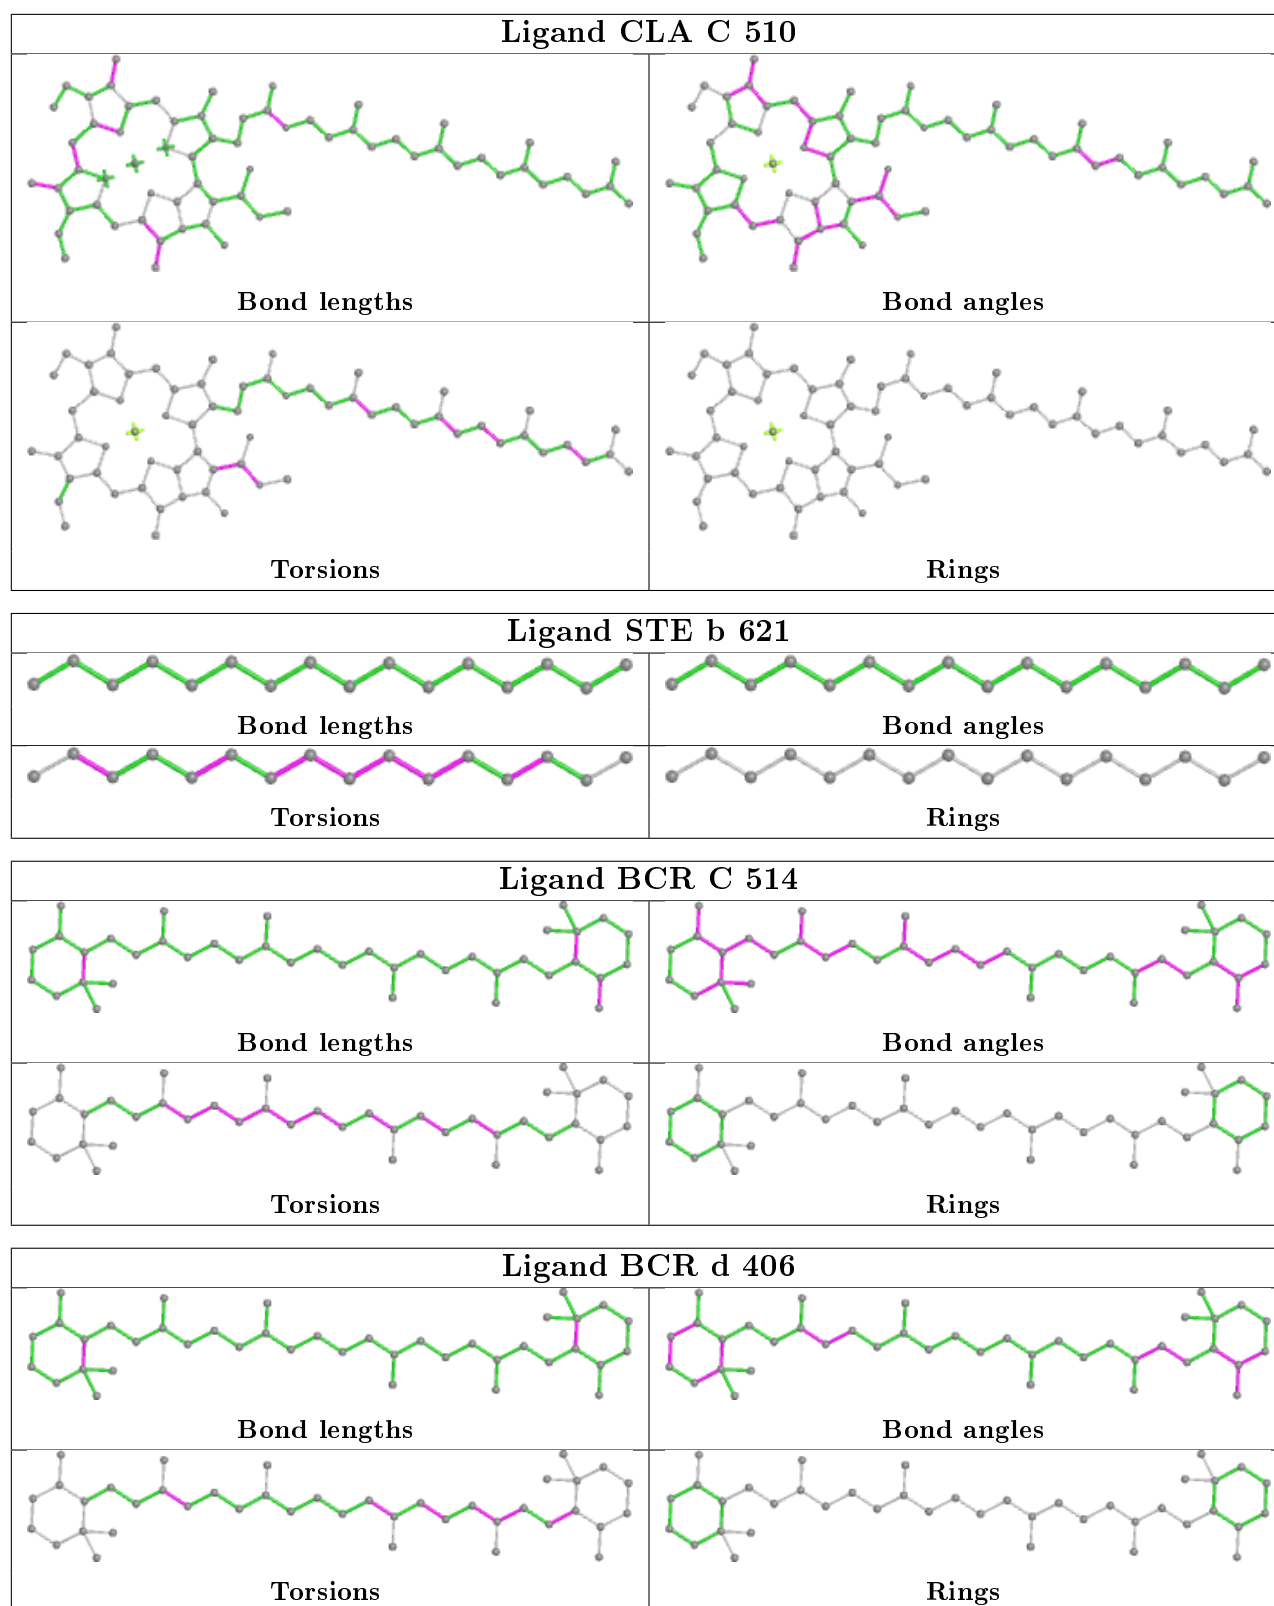 Ligand CLA C 510
Bond lengths
Bond angles
Torsions
Rings
Ligand STE b 621
Bond lengths
Bond angles
Torsions
Rings
Ligand BCR C 514
Bond lengths
Bond angles
Torsions
Rings
Ligand BCR d 406
Bond lengths
Bond angles
Torsions
Rings